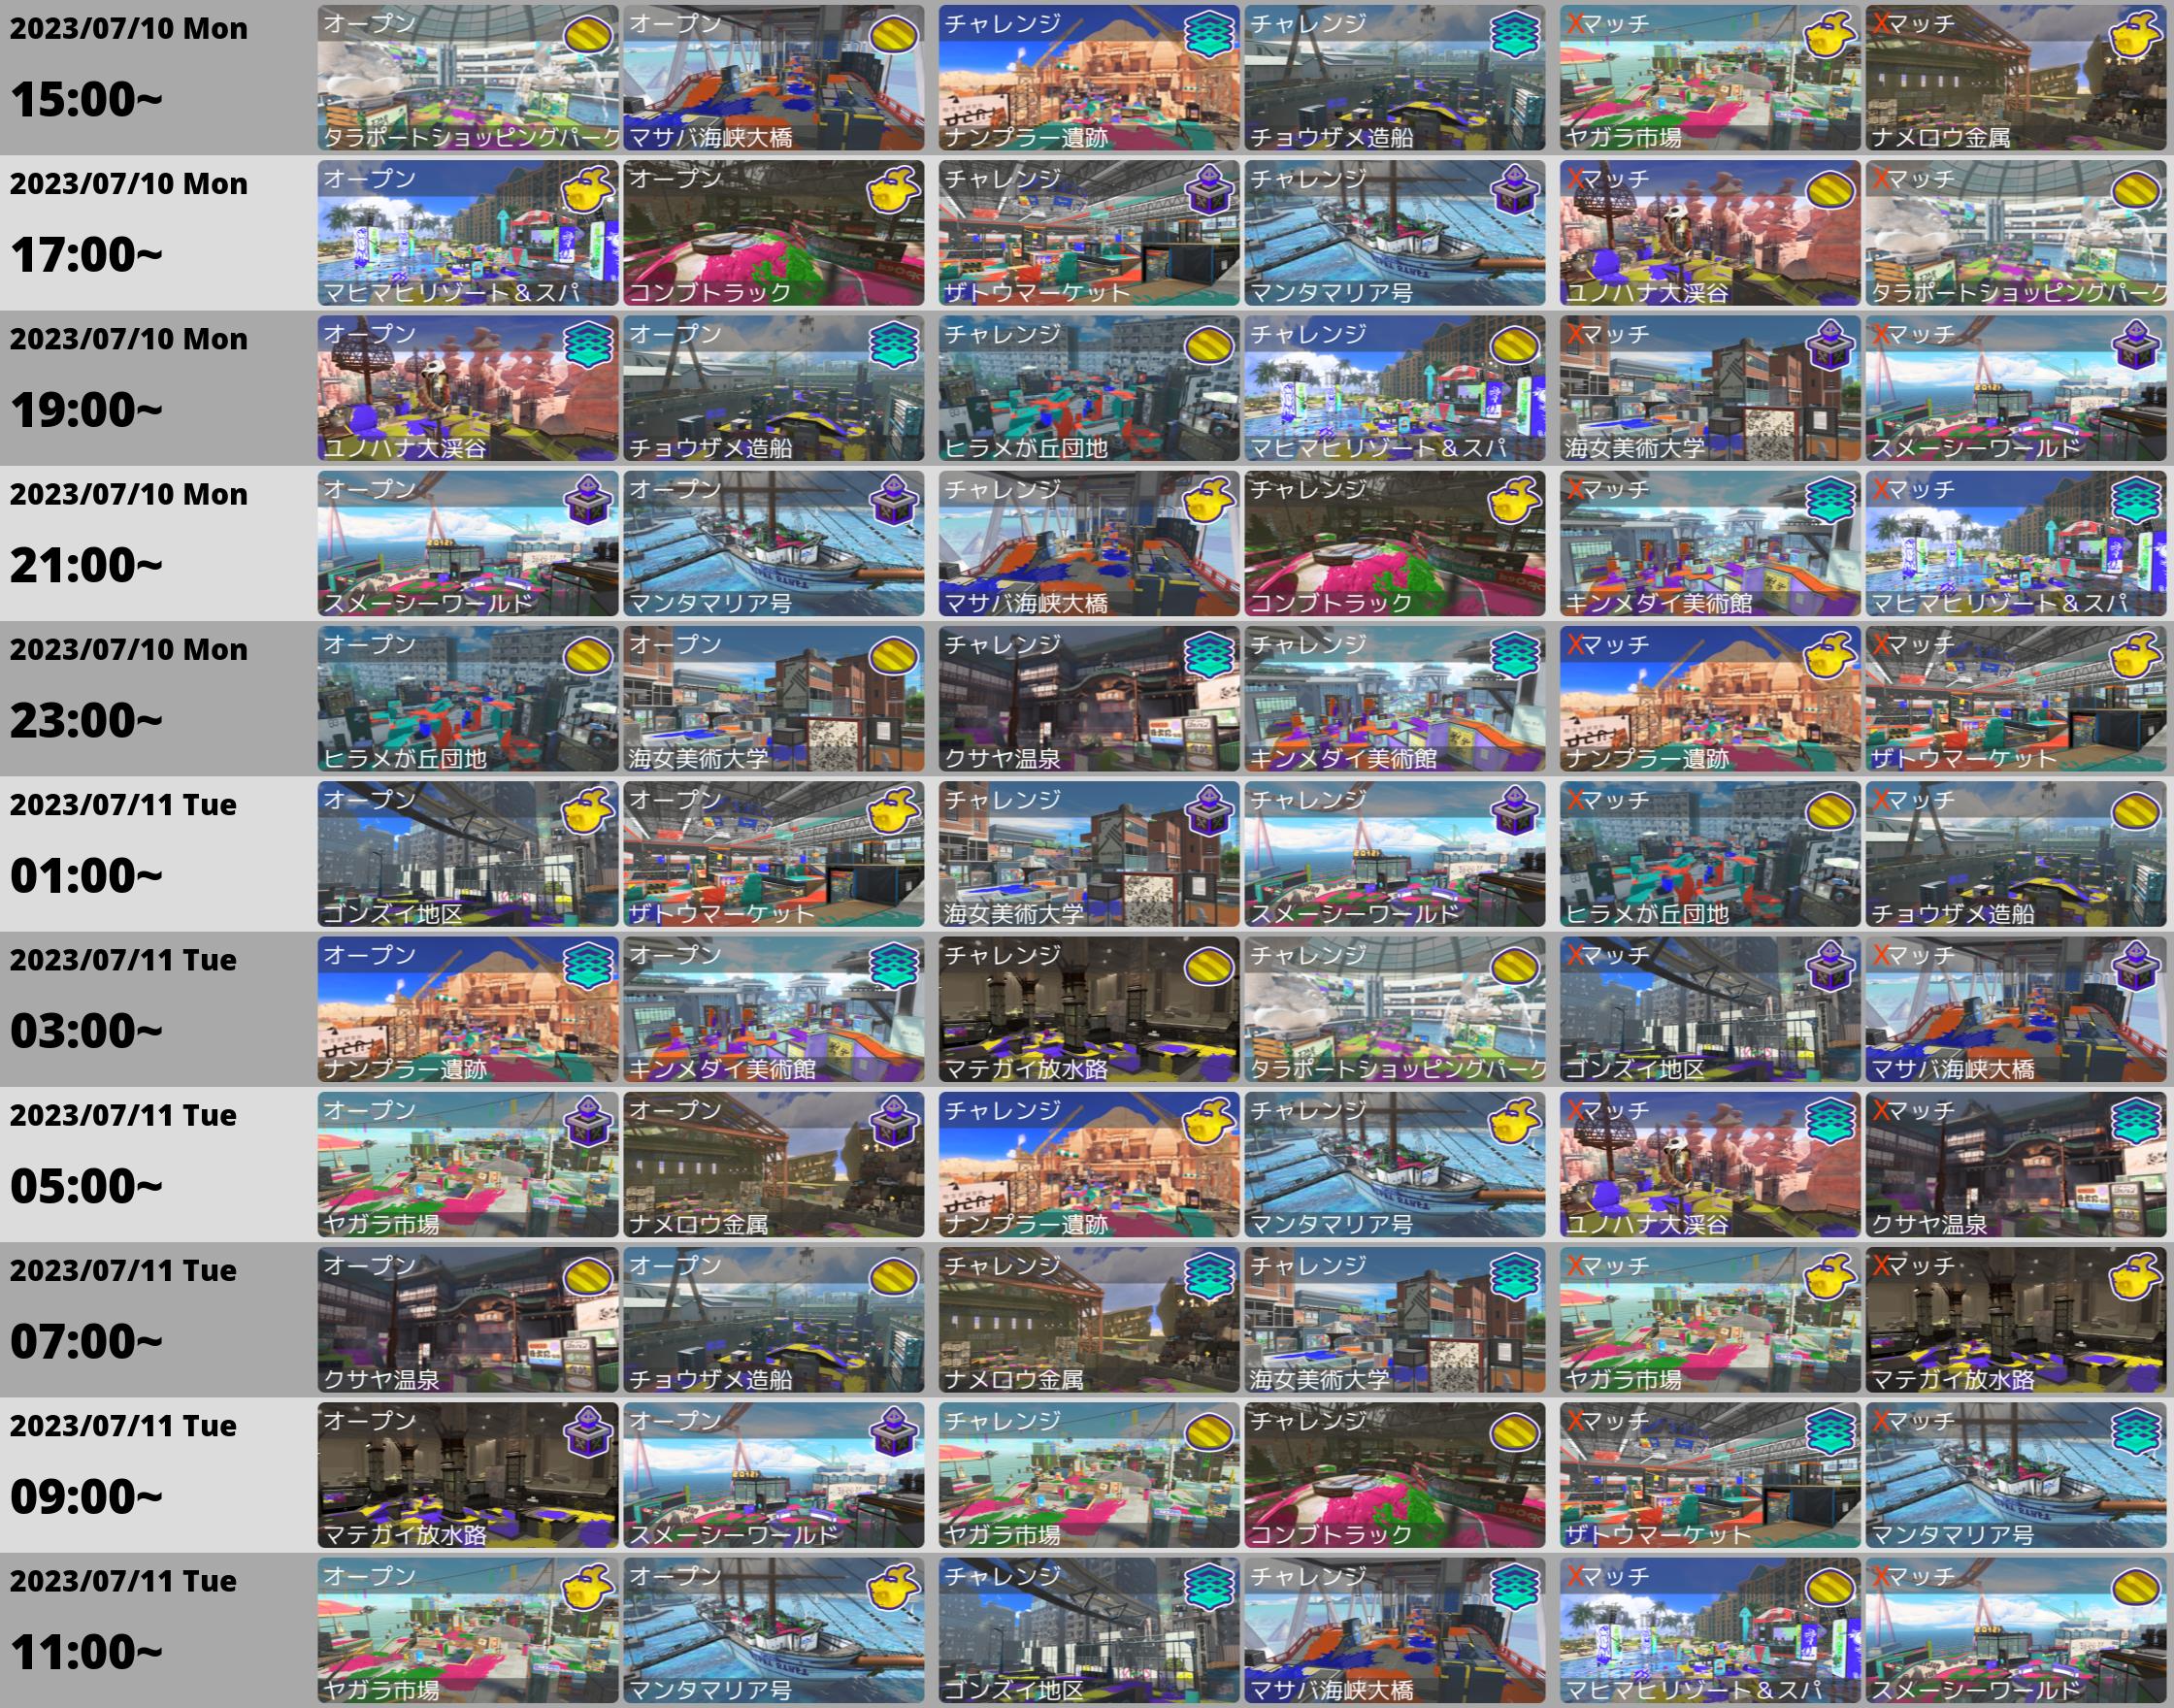 2023/07/10 Mon
15:00~
オープン
タラポートショッピングパーク
オープン
マサバ海峡大橋
チャレンジ
ナンプラー遺跡
チャレンジ
チョウザメ造船
Xマッチ
ヤガラ市場
Xマッチ
ナメロウ金属
2023/07/10 Mon
17:00~
オープン
マヒマヒリゾート＆スパ
オープン
コンブトラック
チャレンジ
ザトウマーケット
チャレンジ
マンタマリア号
Xマッチ
ユノハナ大渓谷
Xマッチ
タラポートショッピングパーク
2023/07/10 Mon
19:00~
オープン
ユノハナ大渓谷
オープン
チョウザメ造船
チャレンジ
ヒラメが丘団地
チャレンジ
マヒマヒリゾート＆スパ
Xマッチ
海女美術大学
Xマッチ
スメーシーワールド
2023/07/10 Mon
21:00~
オープン
スメーシーワールド
オープン
マンタマリア号
チャレンジ
マサバ海峡大橋
チャレンジ
コンブトラック
Xマッチ
キンメダイ美術館
Xマッチ
マヒマヒリゾート＆スパ
2023/07/10 Mon
23:00~
オープン
ヒラメが丘団地
オープン
海女美術大学
チャレンジ
クサヤ温泉
チャレンジ
キンメダイ美術館
Xマッチ
ナンプラー遺跡
Xマッチ
ザトウマーケット
2023/07/11 Tue
01:00~
オープン
ゴンズイ地区
オープン
ザトウマーケット
チャレンジ
海女美術大学
チャレンジ
スメーシーワールド
Xマッチ
ヒラメが丘団地
Xマッチ
チョウザメ造船
2023/07/11 Tue
03:00~
オープン
ナンプラー遺跡
オープン
キンメダイ美術館
チャレンジ
マテガイ放水路
チャレンジ
タラポートショッピングパーク
Xマッチ
ゴンズイ地区
Xマッチ
マサバ海峡大橋
2023/07/11 Tue
05:00~
オープン
ヤガラ市場
オープン
ナメロウ金属
チャレンジ
ナンプラー遺跡
チャレンジ
マンタマリア号
Xマッチ
ユノハナ大渓谷
Xマッチ
クサヤ温泉
2023/07/11 Tue
07:00~
オープン
クサヤ温泉
オープン
チョウザメ造船
チャレンジ
ナメロウ金属
チャレンジ
海女美術大学
Xマッチ
ヤガラ市場
Xマッチ
マテガイ放水路
2023/07/11 Tue
09:00~
オープン
マテガイ放水路
オープン
スメーシーワールド
チャレンジ
ヤガラ市場
チャレンジ
コンブトラック
Xマッチ
ザトウマーケット
Xマッチ
マンタマリア号
2023/07/11 Tue
11:00~
オープン
ヤガラ市場
オープン
マンタマリア号
チャレンジ
ゴンズイ地区
チャレンジ
マサバ海峡大橋
Xマッチ
マヒマヒリゾート＆スパ
Xマッチ
スメーシーワールド